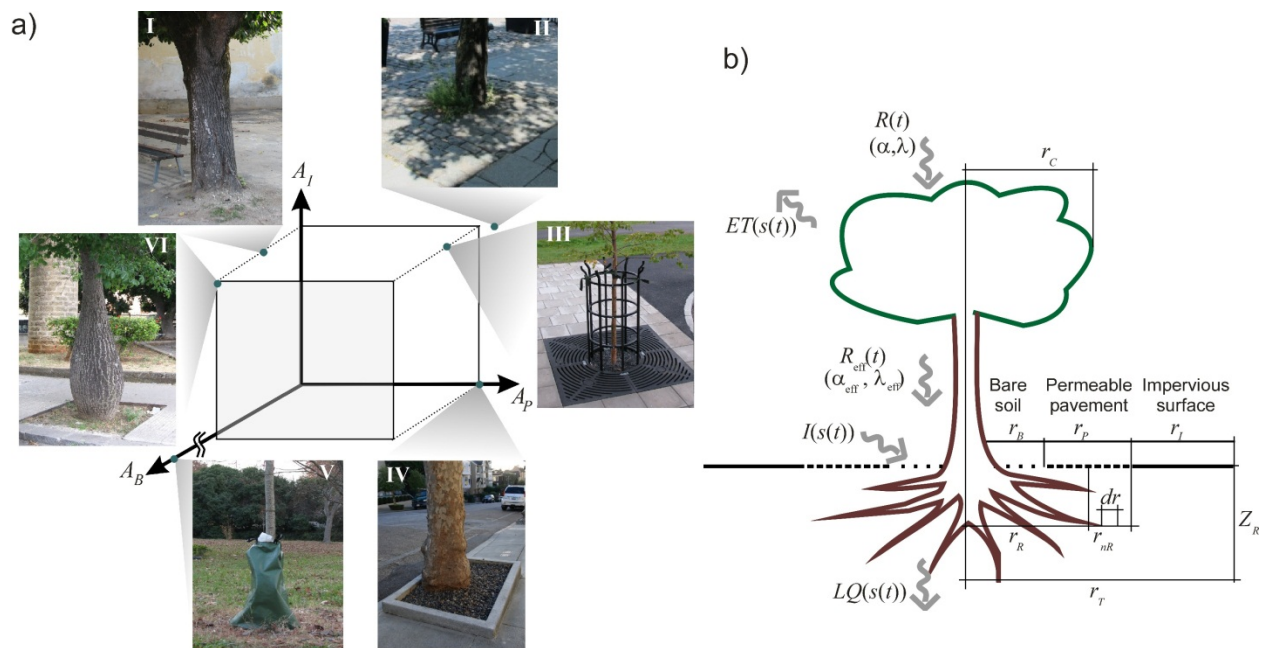 a)
I
II
III
IV
V
VI
A_I
A_P
A_B
b)
R(t)
(α,λ)
r_C
ET(s(t))
R_eff(t)
(α_eff, λ_eff)
Bare soil
Permeable pavement
Impervious surface
r_B
r_P
r_I
I(s(t))
dr
r_R
r_nR
Z_R
LQ(s(t))
r_T